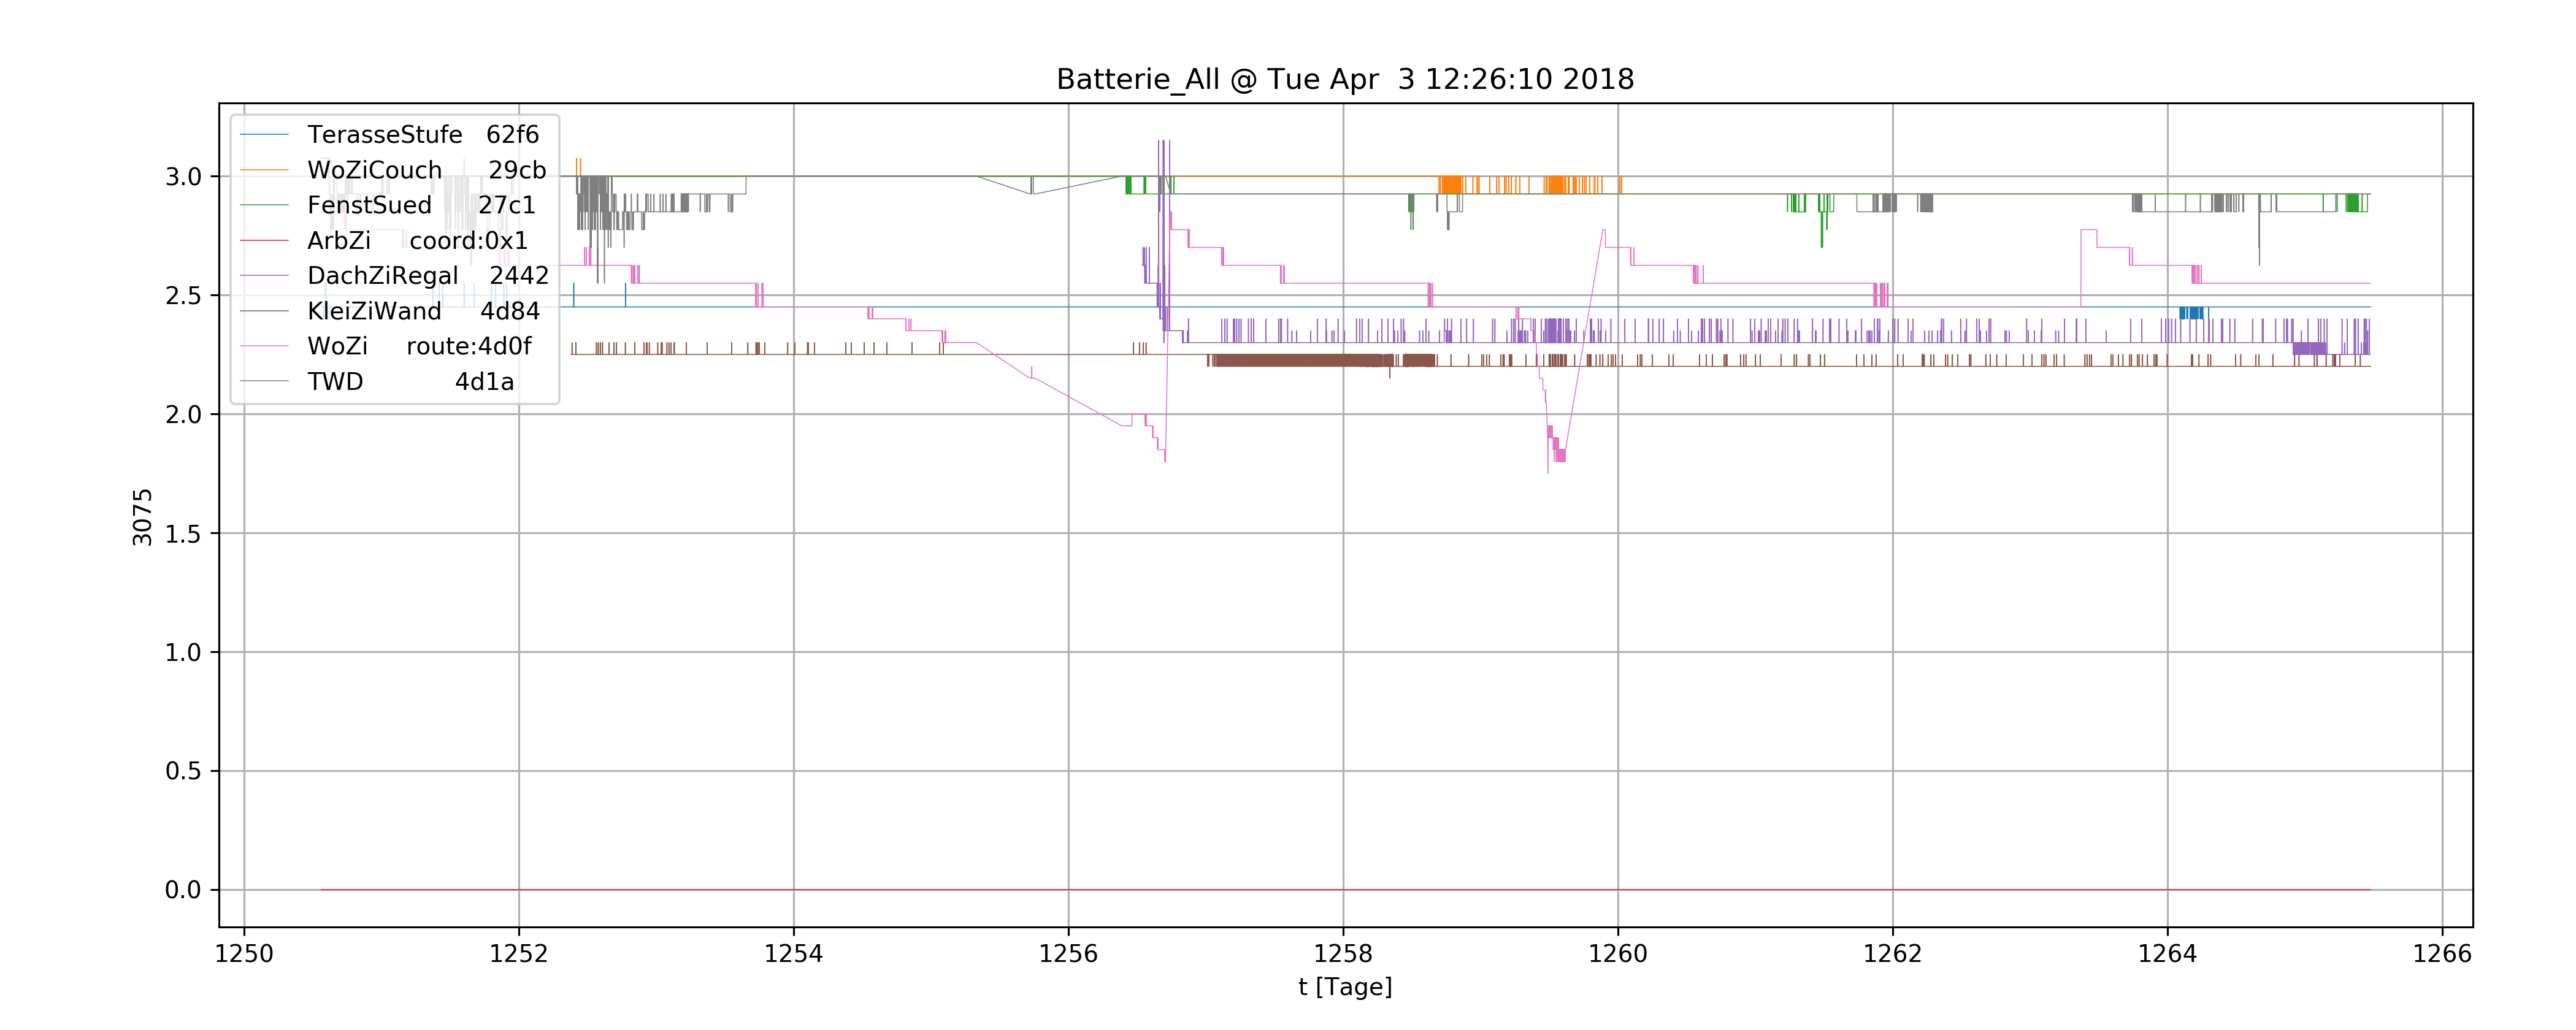 Batterie_All @ Tue Apr  3 12:26:10 2018
TerasseStufe   62f6
WoZiCouch      29cb
FenstSued      27c1
ArbZi     coord:0x1
DachZiRegal    2442
KleiZiWand     4d84
WoZi     route:4d0f
TWD            4d1a
3.0
2.5
2.0
1.5
1.0
0.5
0.0
3075
1250 1252 1254 1256 1258 1260 1262 1264 1266
t [Tage]